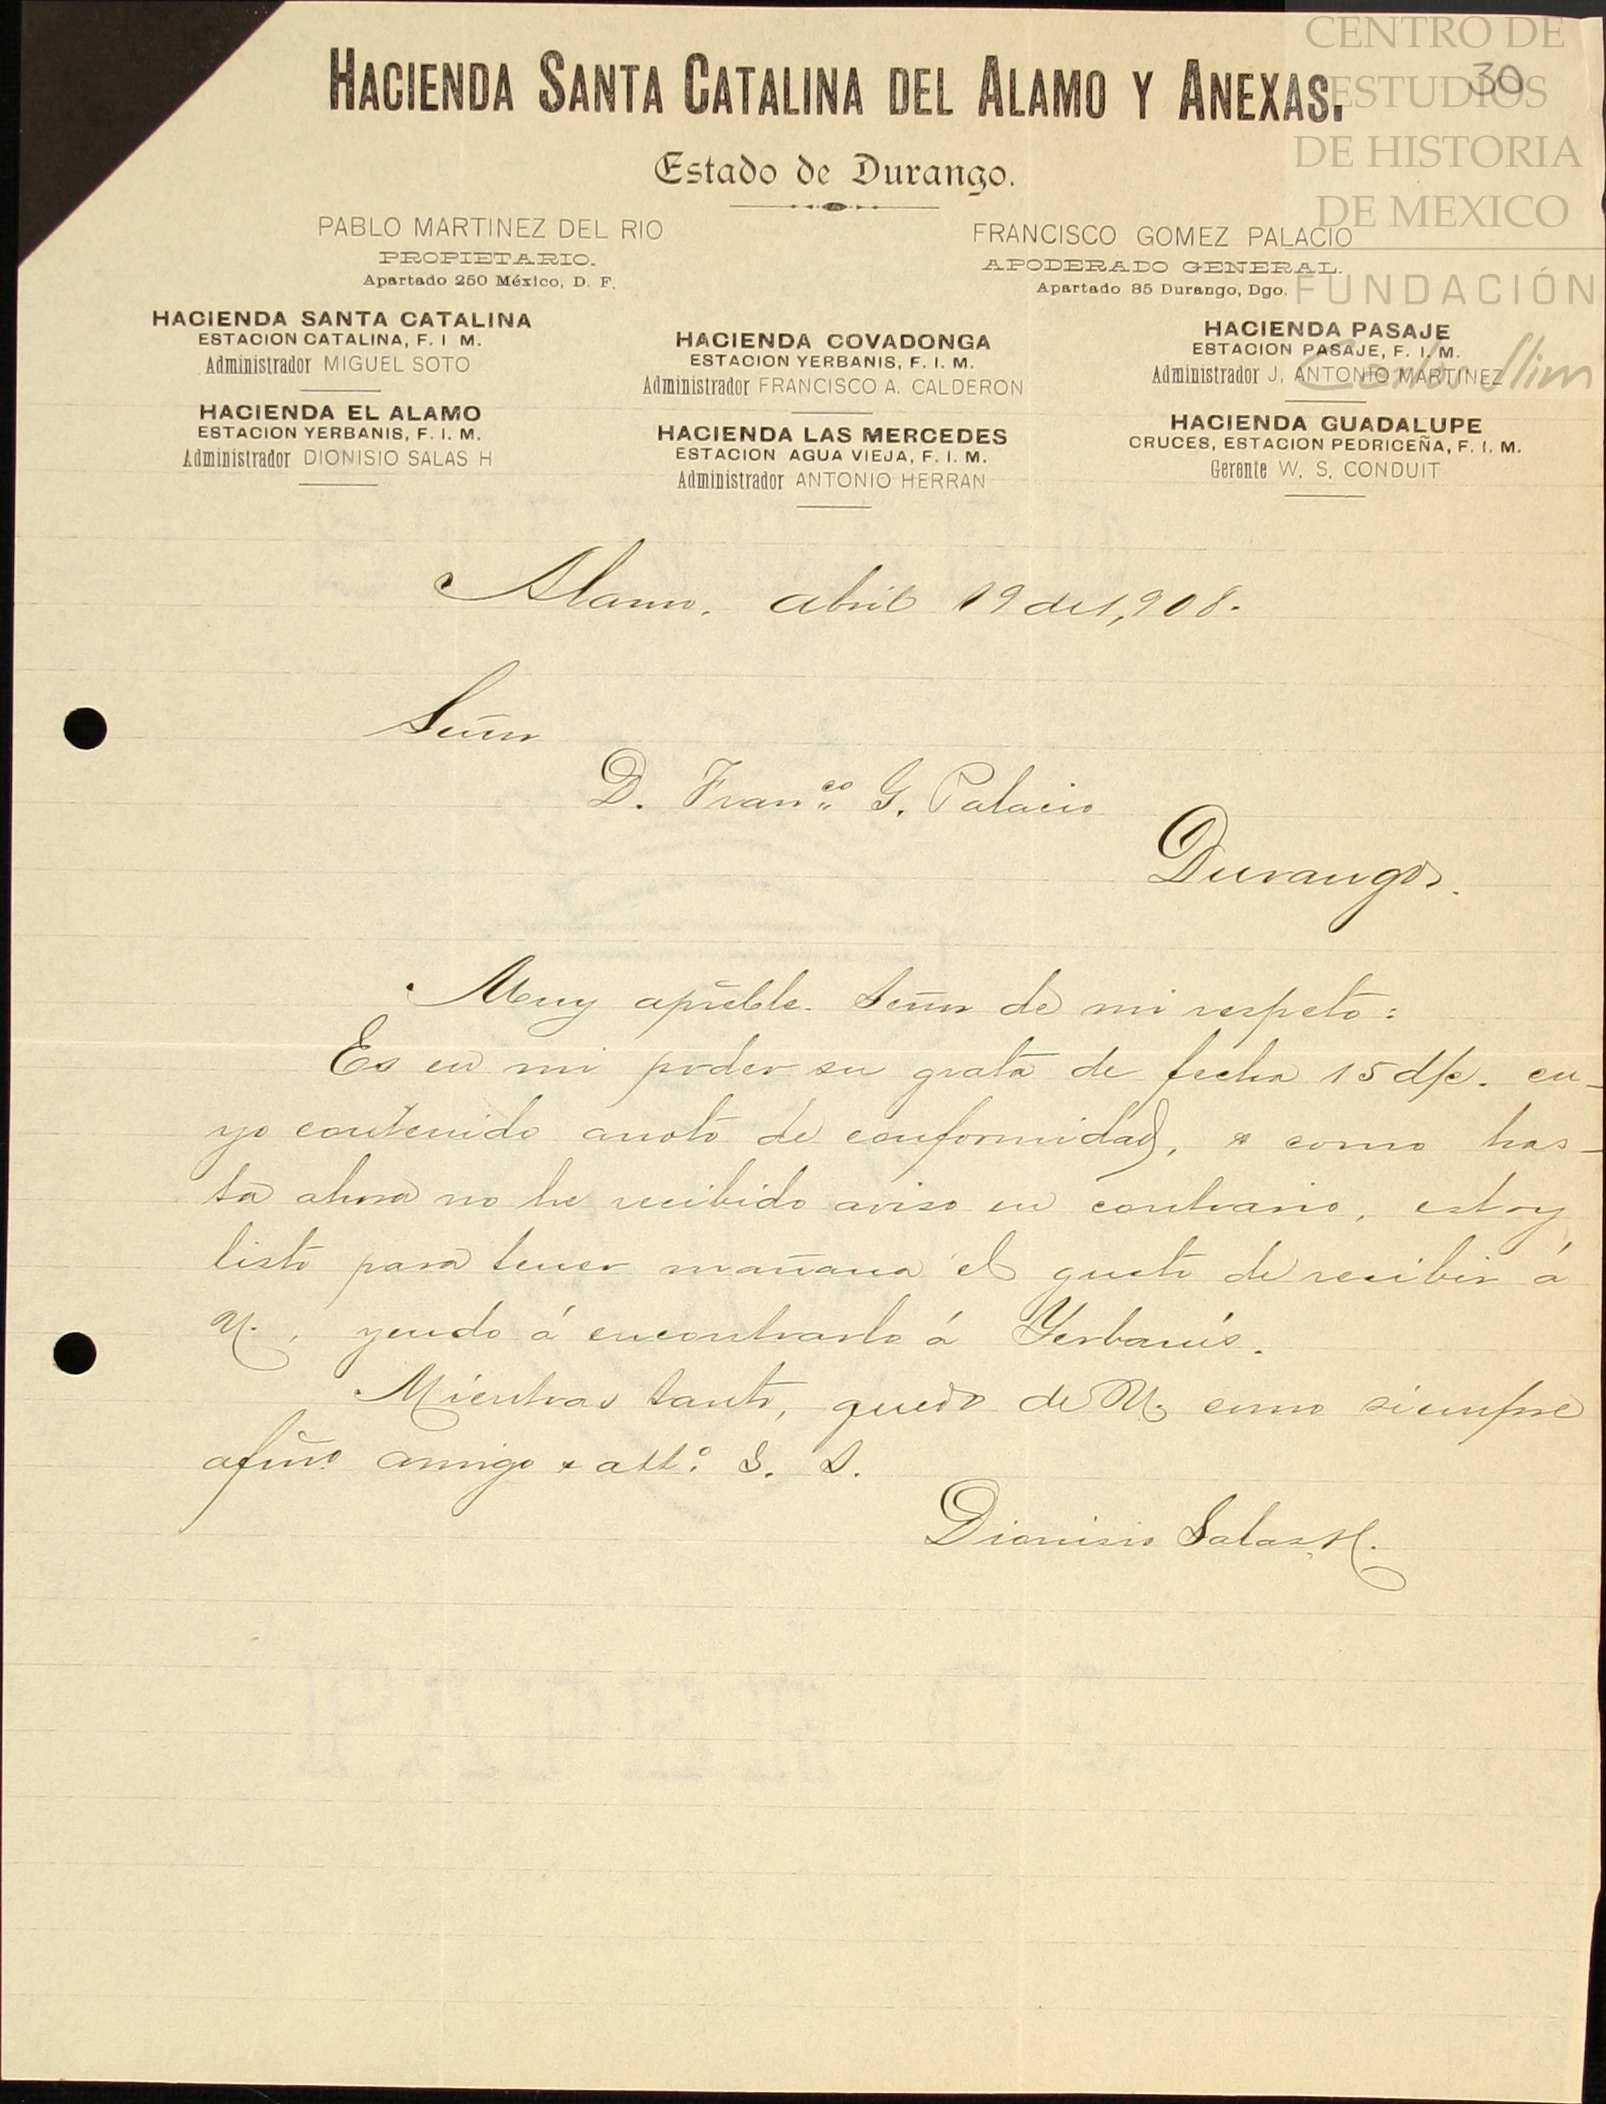 CENTRO DE
ESTUDIOS
DE HISTORIA
DE MEXICO
FUNDACIÓN
Carlos Slim
30
HACIENDA SANTA CATALINA DEL ALAMO Y ANEXAS.
Estado de Durango.
PABLO MARTINEZ DEL RIO
PROPIETARIO.
Apartado 250 México, D. F.
FRANCISCO GOMEZ PALACIO
APODERADO GENERAL.
Apartado 85 Durango, Dgo.
HACIENDA SANTA CATALINA
ESTACION CATALINA, F. I M.
Administrador MIGUEL SOTO
HACIENDA EL ALAMO
ESTACION YERBANIS, F. I. M.
Administrador DIONISIO SALAS H
HACIENDA COVADONGA
ESTACION YERBANIS, F. I. M.
Administrador FRANCISCO A. CALDERON
HACIENDA LAS MERCEDES
ESTACION AGUA VIEJA, F. I. M.
Administrador ANTONIO HERRAN
HACIENDA PASAJE
ESTACION PASAJE, F. I. M.
Administrador J. ANTONIO MARTINEZ
HACIENDA GUADALUPE
CRUCES, ESTACION PEDRICEÑA, F. I. M.
Gerente W. S. CONDUIT
Alamo, abril 19 de 1,908.
Señor
D. Franco G. Palacio
Durango.
Muy apreble. Señor de mi respeto:
Es en mi poder su grata de fecha 15 d/c. cu-
yo contenido anoto de conformidad, & como has-
ta ahora no he recibido aviso en contrario, estoy
listo para tener mañana el gusto de recibir á
U., yendo á encontrarlo á Yerbanís.
Mientras tanto, quedo de U. como siempre
afmo. amigo & atto. S. S.
Dionisio Salas H.